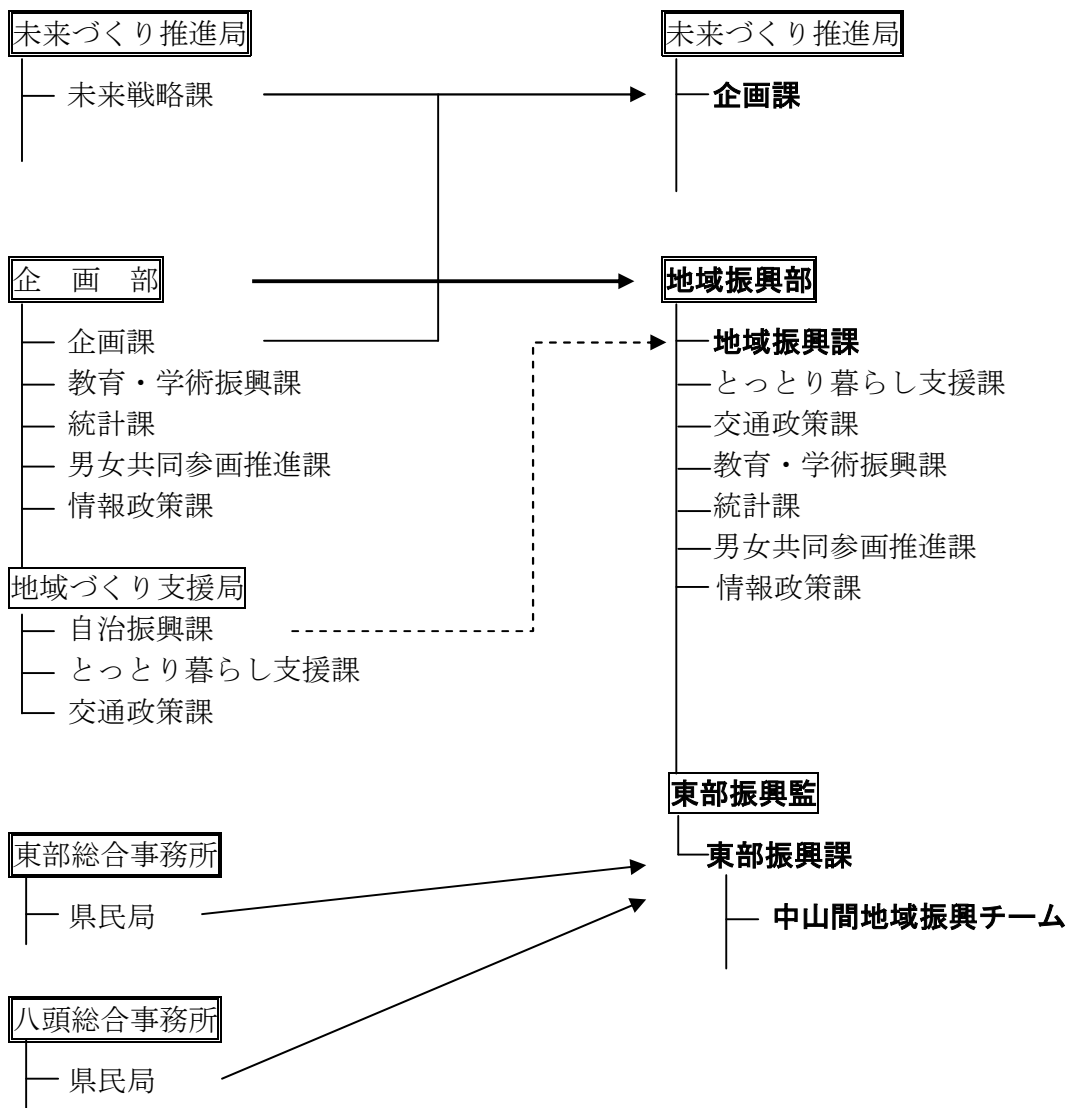 未来づくり推進局
未来戦略課
企 画 部
企画課
教育・学術振興課
統計課
男女共同参画推進課
情報政策課
地域づくり支援局
自治振興課
とっとり暮らし支援課
交通政策課
東部総合事務所
県民局
八頭総合事務所
県民局
未来づくり推進局
企画課
地域振興部
地域振興課
とっとり暮らし支援課
交通政策課
教育・学術振興課
統計課
男女共同参画推進課
情報政策課
東部振興監
東部振興課
中山間地域振興チーム